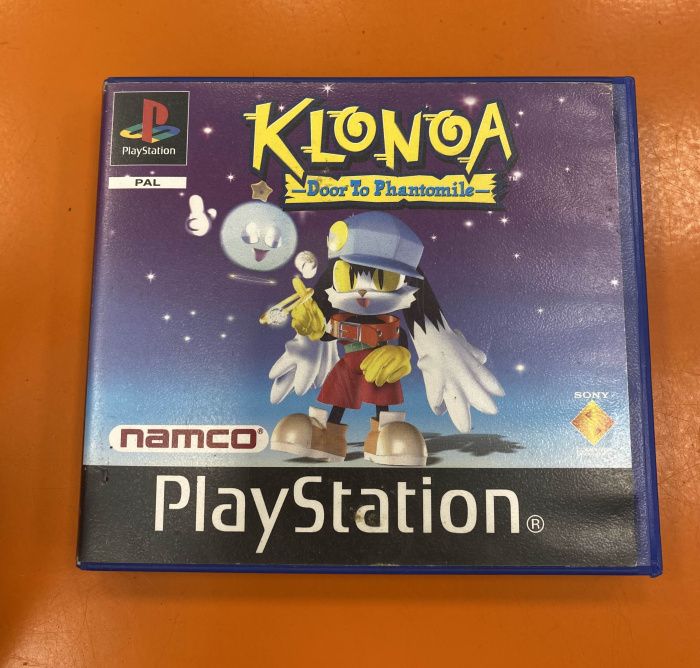 PlayStation
PAL
KLONOA
—Door To Phantomile—
namco®
SONY
PlayStation®